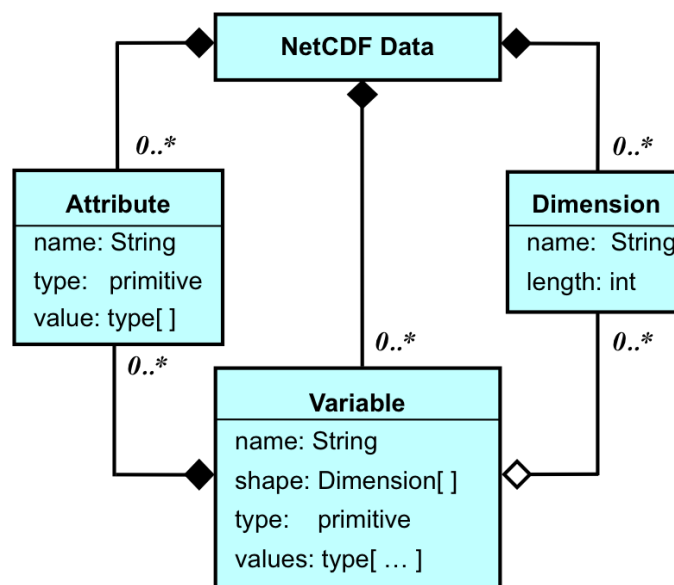 NetCDF Data
0..*
0..*
Attribute
name: String
type: primitive
value: type[ ]
Dimension
name: String
length: int
0..*
0..*
0..*
Variable
name: String
shape: Dimension[ ]
type: primitive
values: type[ … ]